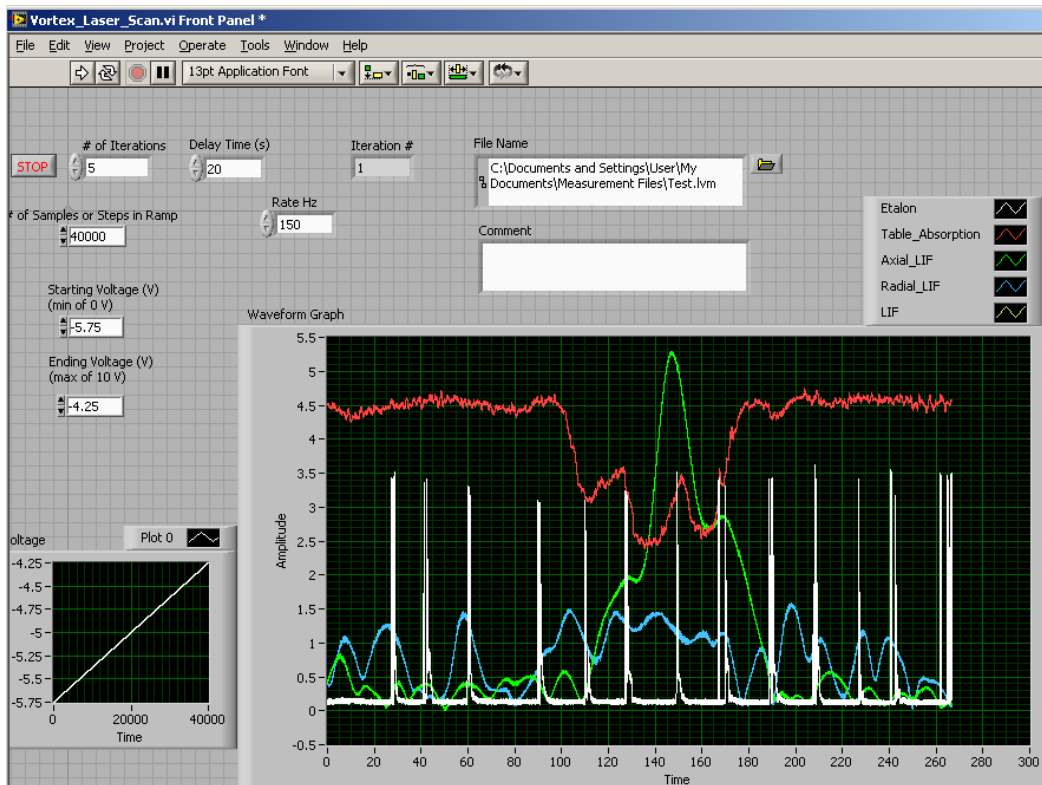 Vortex_Laser_Scan.vi Front Panel *
File Edit View Project Operate Tools Window Help
13pt Application Font
STOP
# of Iterations
5
Delay Time (s)
20
Iteration #
1
File Name
C:\Documents and Settings\User\My
Documents\Measurement Files\Test.lvm
# of Samples or Steps in Ramp
40000
Rate Hz
150
Comment
Etalon
Table_Absorption
Axial_LIF
Radial_LIF
LIF
Starting Voltage (V)
(min of 0 V)
-5.75
Ending Voltage (V)
(max of 10 V)
-4.25
Waveform Graph
5.5
5
4.5
4
3.5
3
2.5
2
1.5
1
0.5
0
-0.5
Amplitude
0 20 40 60 80 100 120 140 160 180 200 220 240 260 280 300
Time
oltage
Plot 0
-4.25
-4.5
-4.75
-5
-5.25
-5.5
-5.75
0 20000 40000
Time